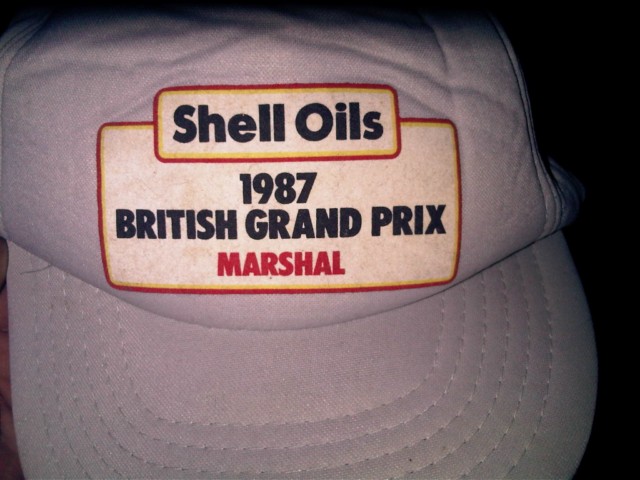 Shell Oils
1987
BRITISH GRAND PRIX
MARSHAL